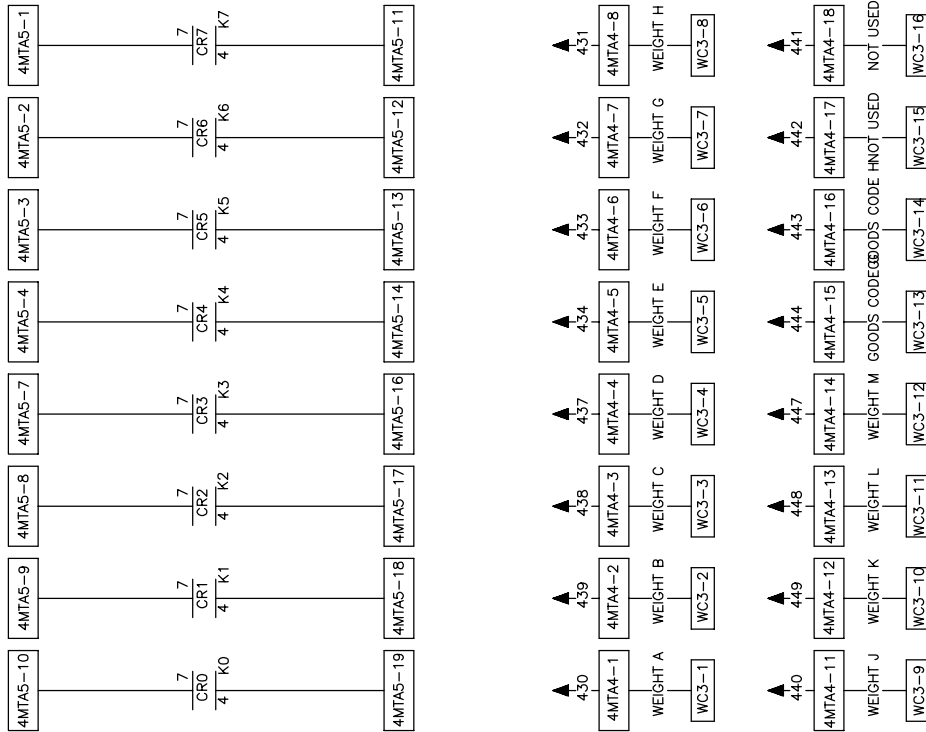 4MTA5-10
7
CR0
4
K0
4MTA5-19
4MTA5-9
7
CR1
4
K1
4MTA5-18
4MTA5-8
7
CR2
4
K2
4MTA5-17
4MTA5-7
7
CR3
4
K3
4MTA5-16
4MTA5-4
7
CR4
4
K4
4MTA5-14
4MTA5-3
7
CR5
4
K5
4MTA5-13
4MTA5-2
7
CR6
4
K6
4MTA5-12
4MTA5-1
7
CR7
4
K7
4MTA5-11
430
4MTA4-1
WEIGHT A
WC3-1
439
4MTA4-2
WEIGHT B
WC3-2
438
4MTA4-3
WEIGHT C
WC3-3
437
4MTA4-4
WEIGHT D
WC3-4
434
4MTA4-5
WEIGHT E
WC3-5
433
4MTA4-6
WEIGHT F
WC3-6
432
4MTA4-7
WEIGHT G
WC3-7
431
4MTA4-8
WEIGHT H
WC3-8
440
4MTA4-11
WEIGHT J
WC3-9
449
4MTA4-12
WEIGHT K
WC3-10
448
4MTA4-13
WEIGHT L
WC3-11
447
4MTA4-14
WEIGHT M
WC3-12
444
4MTA4-15
GOODS CODE G
WC3-13
443
4MTA4-16
GOODS CODE H
WC3-14
442
4MTA4-17
NOT USED
WC3-15
441
4MTA4-18
NOT USED
WC3-16